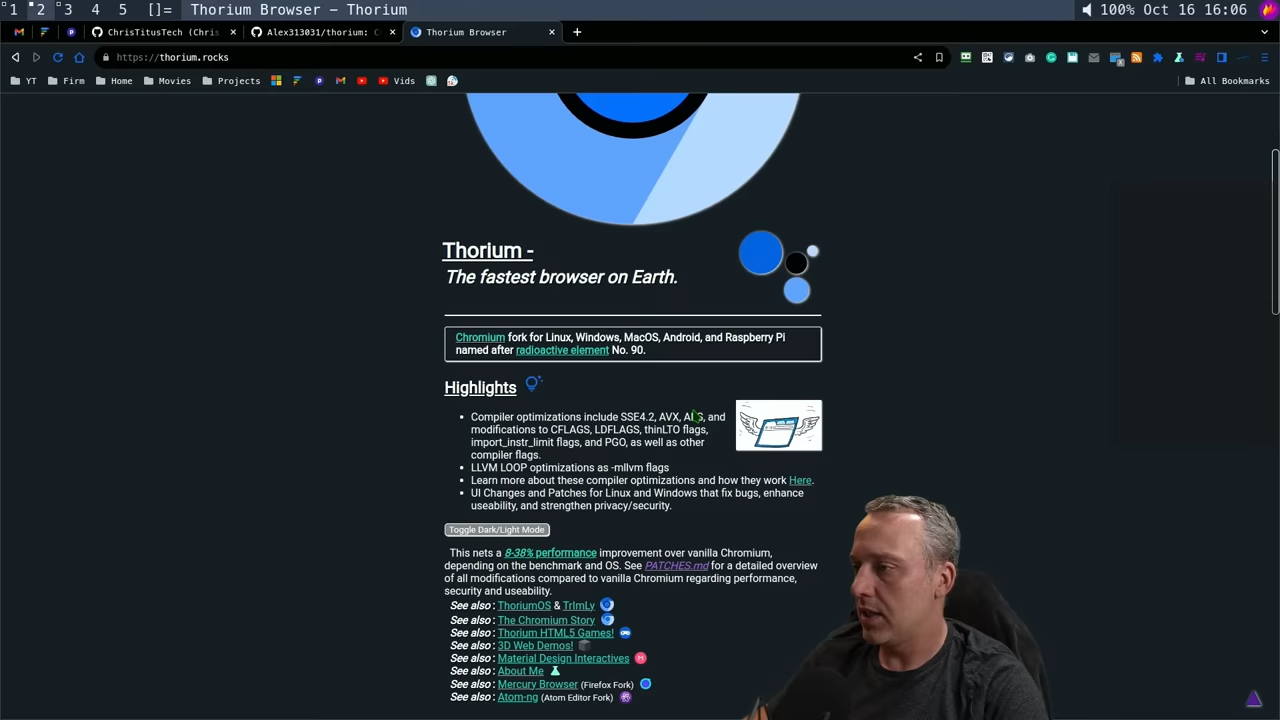 1 2 3 4 5 []= Thorium Browser - Thorium 100% Oct 16 16:06
ChrisTitusTech (Chris × Alex313031/thorium: C × Thorium Browser × +
https://thorium.rocks
YT Firm Home Movies Projects Vids All Bookmarks
Thorium -
The fastest browser on Earth.
Chromium fork for Linux, Windows, MacOS, Android, and Raspberry Pi
named after radioactive element No. 90.
Highlights
Compiler optimizations include SSE4.2, AVX, AES, and
modifications to CFLAGS, LDFLAGS, thinLTO flags,
import_instr_limit flags, and PGO, as well as other
compiler flags.
LLVM LOOP optimizations as -mllvm flags
Learn more about these compiler optimizations and how they work Here.
UI Changes and Patches for Linux and Windows that fix bugs, enhance
useability, and strengthen privacy/security.
Toggle Dark/Light Mode
This nets a 8-38% performance improvement over vanilla Chromium,
depending on the benchmark and OS. See PATCHES.md for a detailed overview
of all modifications compared to vanilla Chromium regarding performance,
security and useability.
See also : ThoriumOS & TrImLy
See also : The Chromium Story
See also : Thorium HTML5 Games!
See also : 3D Web Demos!
See also : Material Design Interactives
See also : About Me
See also : Mercury Browser (Firefox Fork)
See also : Atom-ng (Atom Editor Fork)